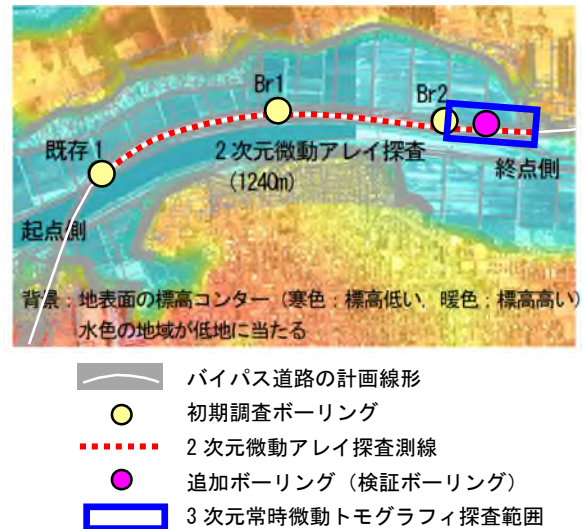 Br1
Br2
既存1
2次元微動アレイ探査
(1240m)
終点側
起点側
背景：地表面の標高コンター（寒色：標高低い，暖色：標高高い）
水色の地域が低地に当たる
バイパス道路の計画線形
初期調査ボーリング
2次元微動アレイ探査測線
追加ボーリング（検証ボーリング）
3次元常時微動トモグラフィ探査範囲